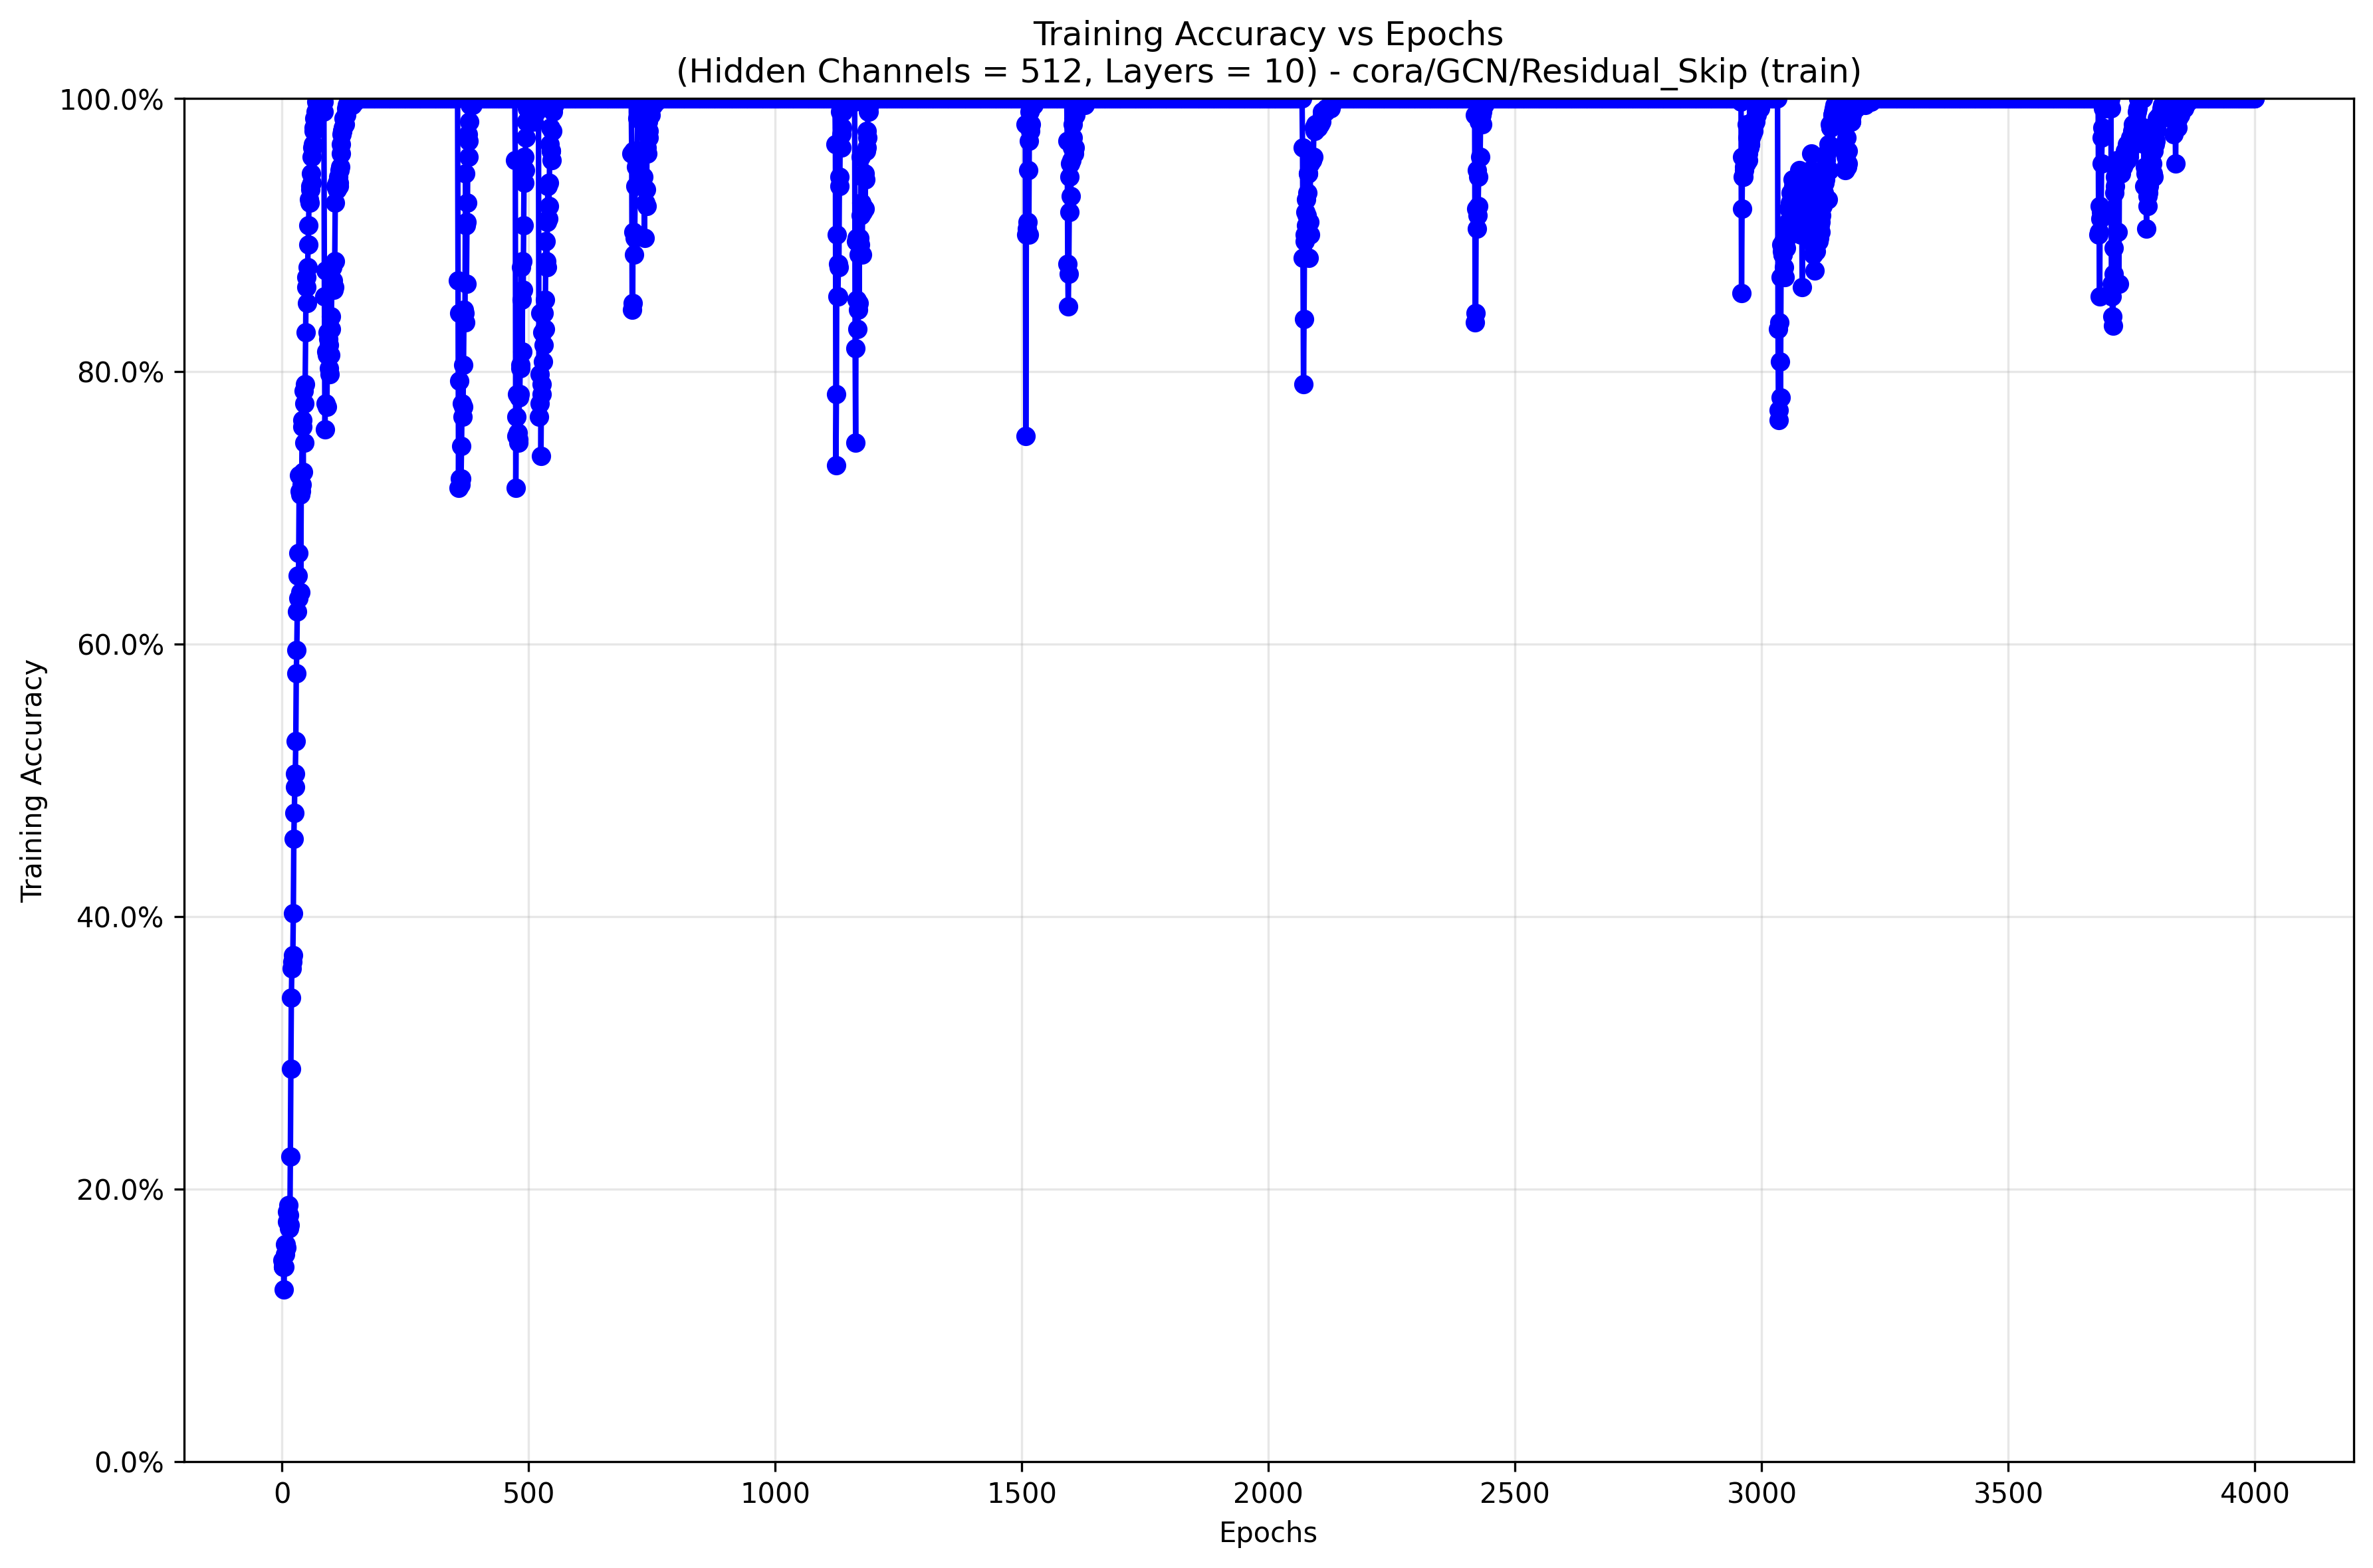 Training Accuracy vs Epochs
(Hidden Channels = 512, Layers = 10) - cora/GCN/Residual_Skip (train)
100.0%
80.0%
60.0%
40.0%
20.0%
0.0%
Training Accuracy
0 500 1000 1500 2000 2500 3000 3500 4000
Epochs